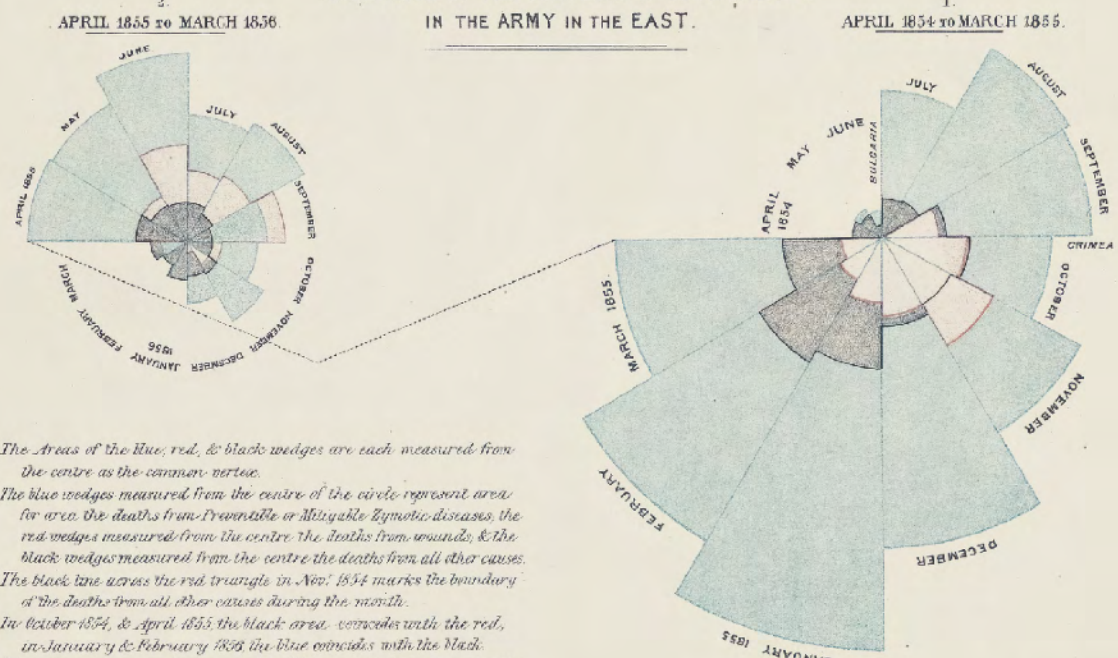 2.
APRIL 1855 TO MARCH 1856.
IN THE ARMY IN THE EAST.
1.
APRIL 1854 TO MARCH 1855.
JUNE
JULY
AUGUST
MAY
SEPTEMBER
APRIL 1855
OCTOBER
NOVEMBER
DECEMBER
JANUARY
1856
FEBRUARY
MARCH
APRIL
1854
MAY
JUNE
BULGARIA
JULY
AUGUST
SEPTEMBER
CRIMEA
OCTOBER
NOVEMBER
DECEMBER
JANUARY 1855
FEBRUARY
MARCH 1855.
The Areas of the blue, red, & black wedges are each measured from
the centre as the common vertex.
The blue wedges measured from the centre of the circle represent area
for area the deaths from Preventible or Mitigable Zymotic diseases; the
red wedges measured from the centre the deaths from wounds; & the
black wedges measured from the centre the deaths from all other causes.
The black line across the red triangle in Nov.r 1854 marks the boundary
of the deaths from all other causes during the month.
In October 1854, & April 1855, the black area coincides with the red,
in January & February 1856, the blue coincides with the black.